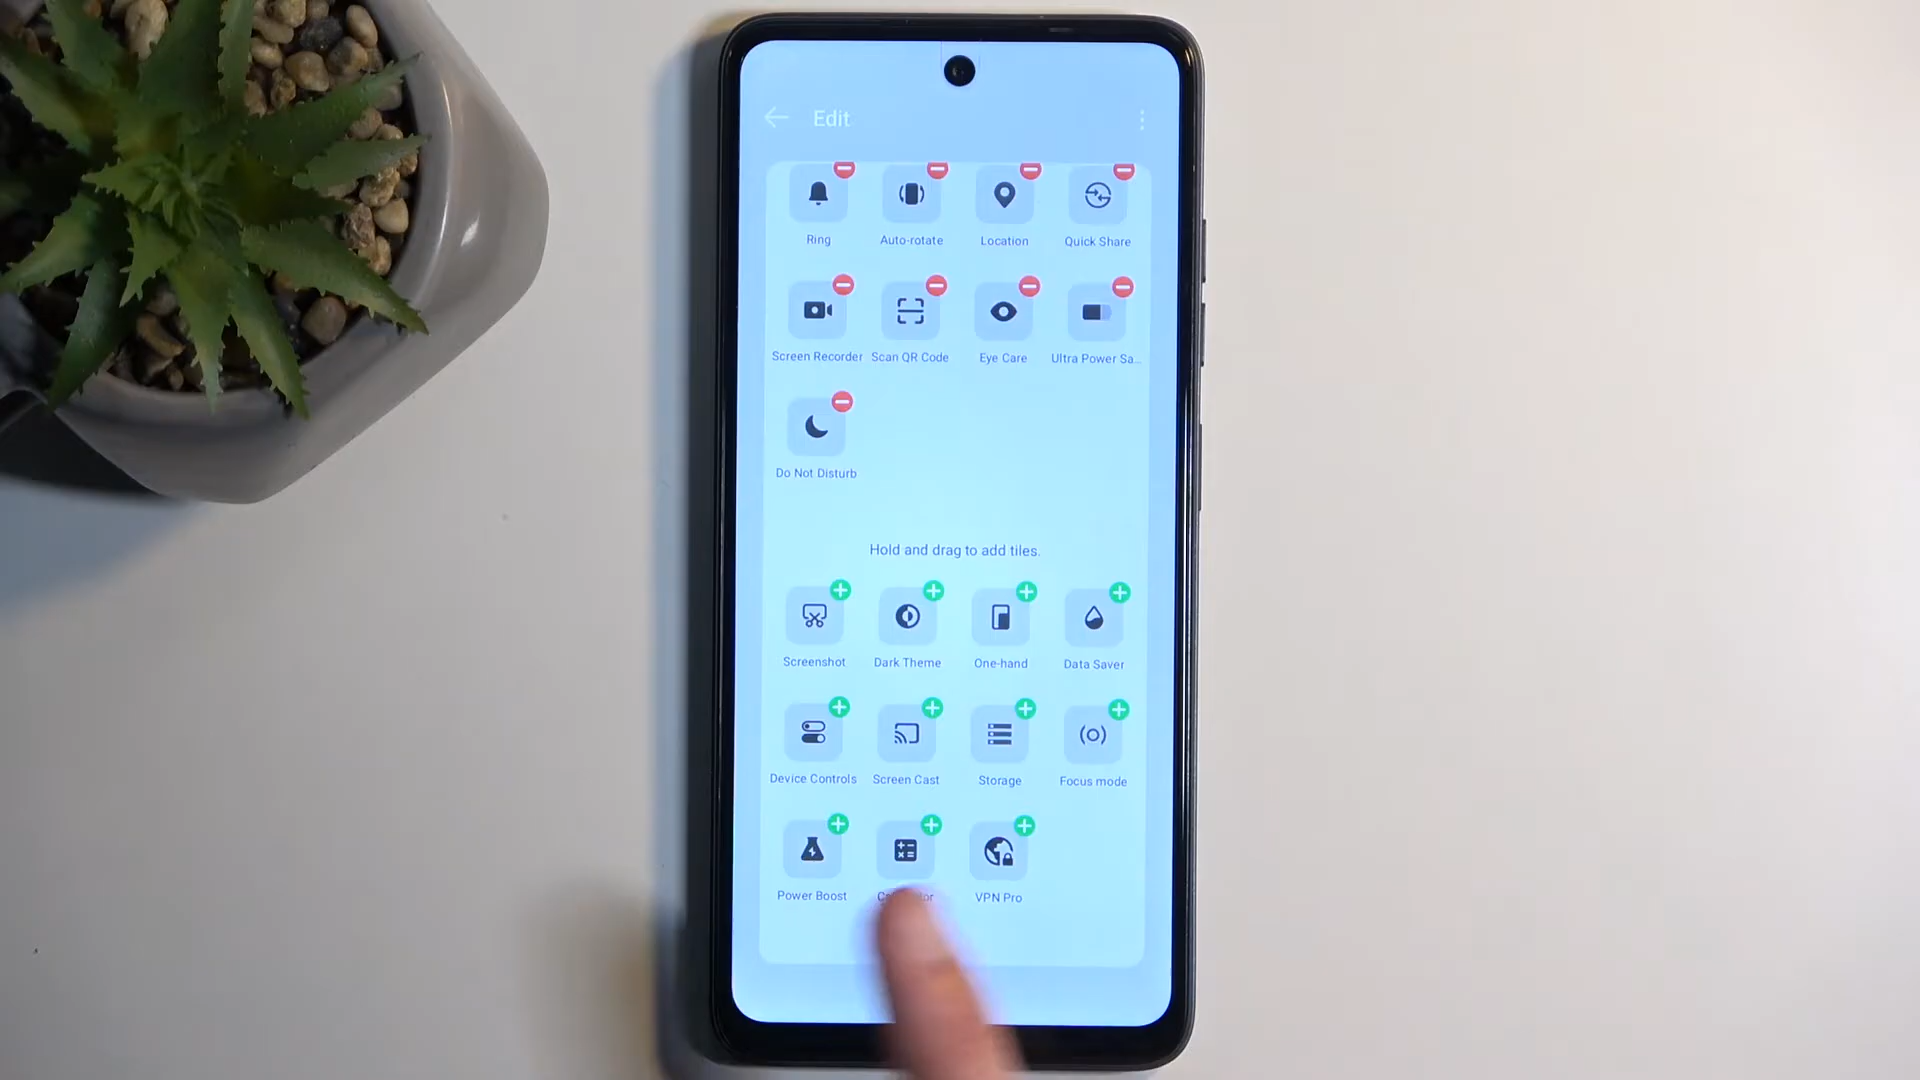 Edit
Ring
Auto-rotate
Location
Quick Share
Screen Recorder
Scan QR Code
Eye Care
Ultra Power Sa...
Do Not Disturb
Hold and drag to add tiles.
Screenshot
Dark Theme
One-hand
Data Saver
Device Controls
Screen Cast
Storage
Focus mode
Power Boost
VPN Pro